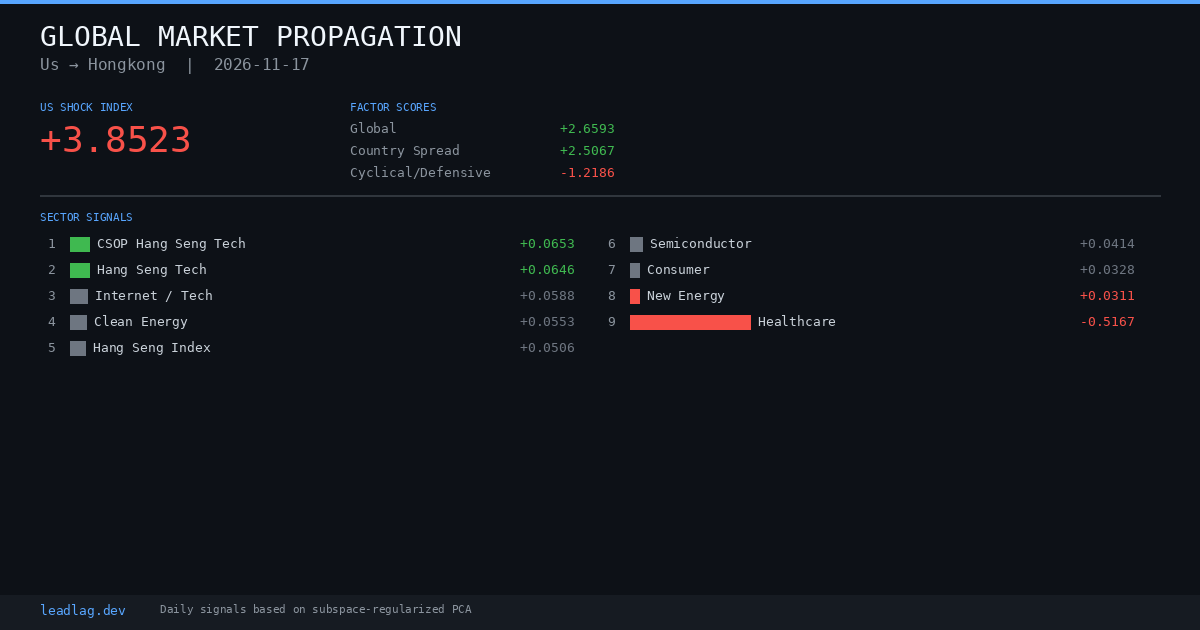 GLOBAL MARKET PROPAGATION
Us → Hongkong | 2026-11-17
US SHOCK INDEX
+3.8523
FACTOR SCORES
Global +2.6593
Country Spread +2.5067
Cyclical/Defensive -1.2186
SECTOR SIGNALS
1 CSOP Hang Seng Tech +0.0653
2 Hang Seng Tech +0.0646
3 Internet / Tech +0.0588
4 Clean Energy +0.0553
5 Hang Seng Index +0.0506
6 Semiconductor +0.0414
7 Consumer +0.0328
8 New Energy +0.0311
9 Healthcare -0.5167
leadlag.dev Daily signals based on subspace-regularized PCA